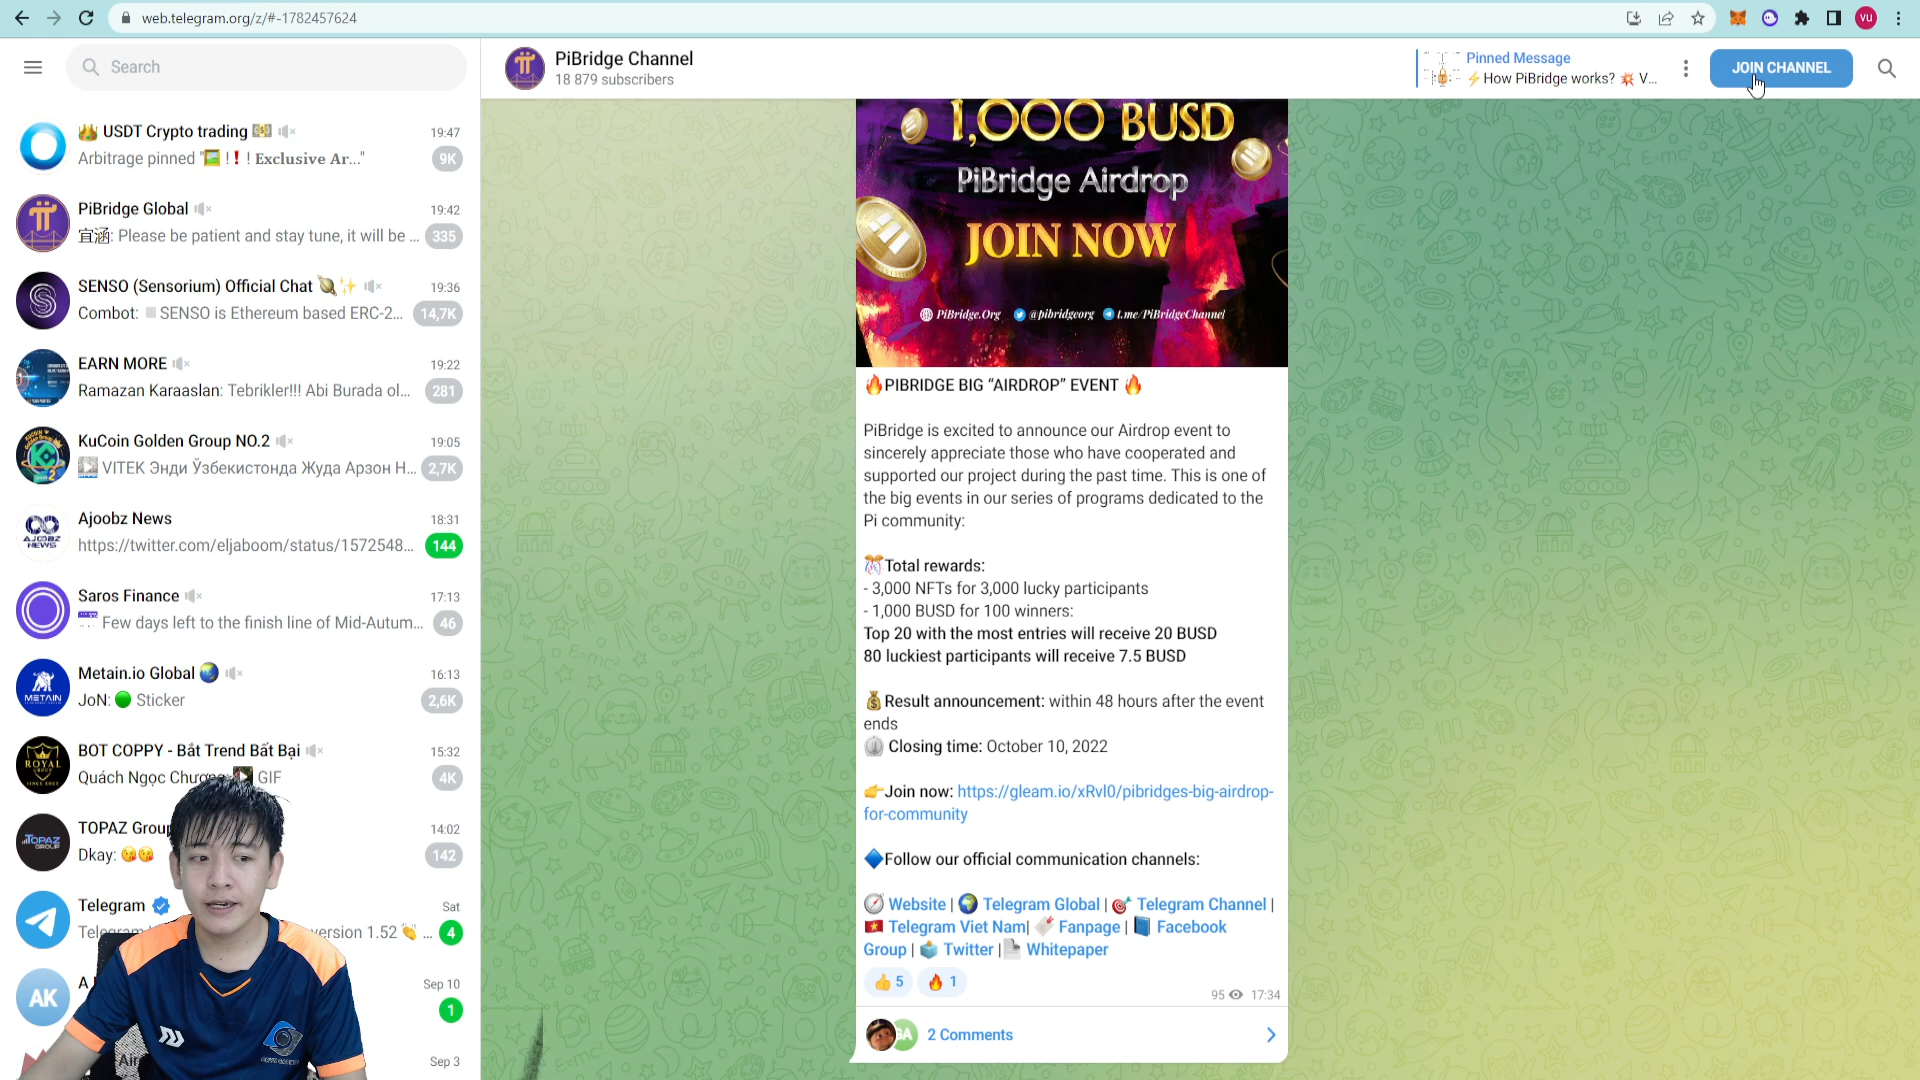 web.telegram.org/z/#-1782457624
VU
Search
PiBridge Channel
18 879 subscribers
Pinned Message
⚡How PiBridge works? 💥 V...
JOIN CHANNEL
👑 USDT Crypto trading 💵
19:47
Arbitrage pinned "🖼 !❗ ! Exclusive Ar..."
9K
PiBridge Global
19:42
宜涵: Please be patient and stay tune, it will be ...
335
SENSO (Sensorium) Official Chat 🪐✨
19:36
Combot: SENSO is Ethereum based ERC-2...
14,7K
EARN MORE
19:22
Ramazan Karaaslan: Tebrikler!!! Abi Burada ol...
281
KuCoin Golden Group NO.2
19:05
VITEK Энди Ўзбекистонда Жуда Арзон Н...
2,7K
AJOOBZ
NEWS
Ajoobz News
18:31
https://twitter.com/eljaboom/status/1572548...
144
Saros Finance
17:13
Few days left to the finish line of Mid-Autum...
46
METAIN
Metain.io Global 🌏
16:13
JoN: 🟢 Sticker
2,6K
ROYAL
GROUP
BOT COPPY - Bắt Trend Bất Bại
15:32
Quách Ngọc Chương: GIF
4K
TOPAZ
GROUP
TOPAZ Group
14:02
Dkay: 😘😘
142
Telegram
Sat
version 1.52 👏 ...
4
AK
A
Sep 10
1
Air
Sep 3
1,000 BUSD
PiBridge Airdrop
JOIN NOW
PiBridge.Org @pibridgeorg t.me/PiBridgeChannel
🔥PIBRIDGE BIG “AIRDROP” EVENT 🔥
PiBridge is excited to announce our Airdrop event to
sincerely appreciate those who have cooperated and
supported our project during the past time. This is one of
the big events in our series of programs dedicated to the
Pi community:
🎊Total rewards:
- 3,000 NFTs for 3,000 lucky participants
- 1,000 BUSD for 100 winners:
Top 20 with the most entries will receive 20 BUSD
80 luckiest participants will receive 7.5 BUSD
💰Result announcement: within 48 hours after the event
ends
⏲ Closing time: October 10, 2022
👉Join now: https://gleam.io/xRvl0/pibridges-big-airdrop-
for-community
🔷Follow our official communication channels:
🧭 Website | 🌍 Telegram Global | 🎯 Telegram Channel |
🇻🇳 Telegram Viet Nam| 🏷 Fanpage | 📘 Facebook
Group | 🗳 Twitter | 📄 Whitepaper
👍 5 🔥 1
95 17:34
GA
2 Comments